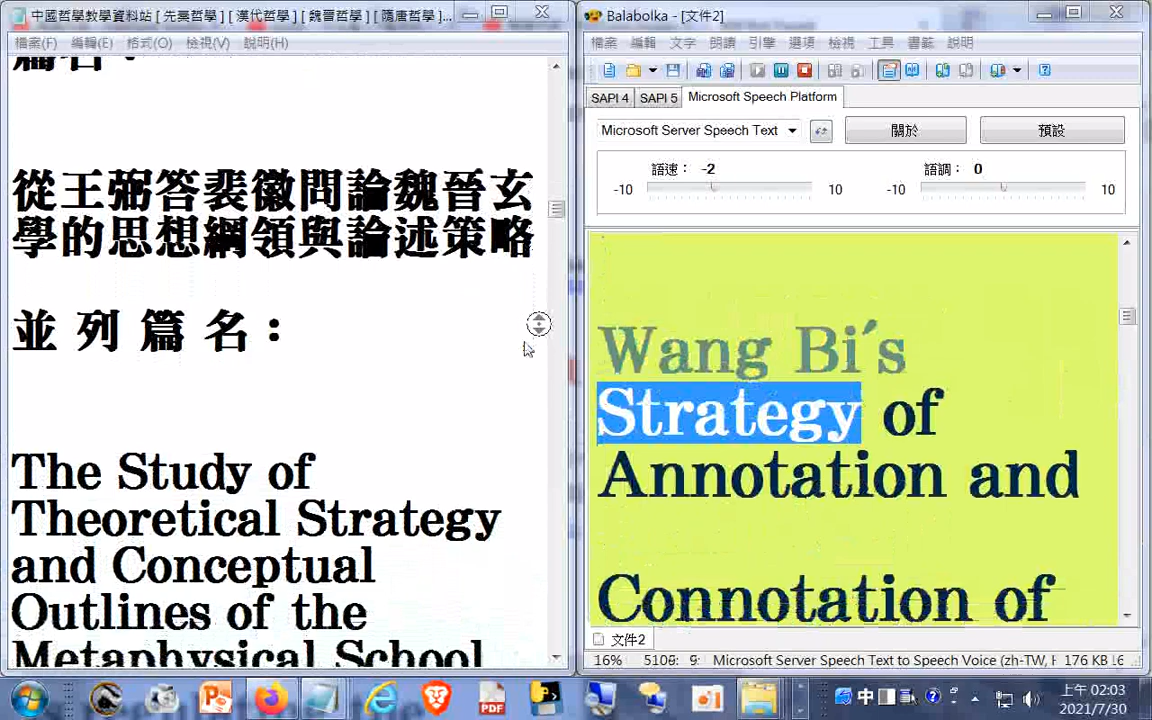 中國哲學教學資料站 [ 先秦哲學 ] [ 漢代哲學 ] [ 魏晉哲學 ] [ 隋唐哲學 ]...
檔案(F) 編輯(E) 格式(O) 檢視(V) 說明(H)
篇名：
從王弼答裴徽問論魏晉玄
學的思想綱領與論述策略
並 列 篇 名：
The Study of
Theoretical Strategy
and Conceptual
Outlines of the
Metaphysical School
Balabolka - [文件2]
檔案 編輯 文字 朗讀 引擎 選項 檢視 工具 書籤 說明
SAPI 4 SAPI 5 Microsoft Speech Platform
Microsoft Server Speech Text 關於 預設
語速： -2 語調： 0
-10 10 -10 10
Wang Bi′s
Strategy of
Annotation and
Connotation of
文件2
16% 5108: 9: Microsoft Server Speech Text to Speech Voice (zh-TW, H 176 KB
中
上午 02:03
2021/7/30